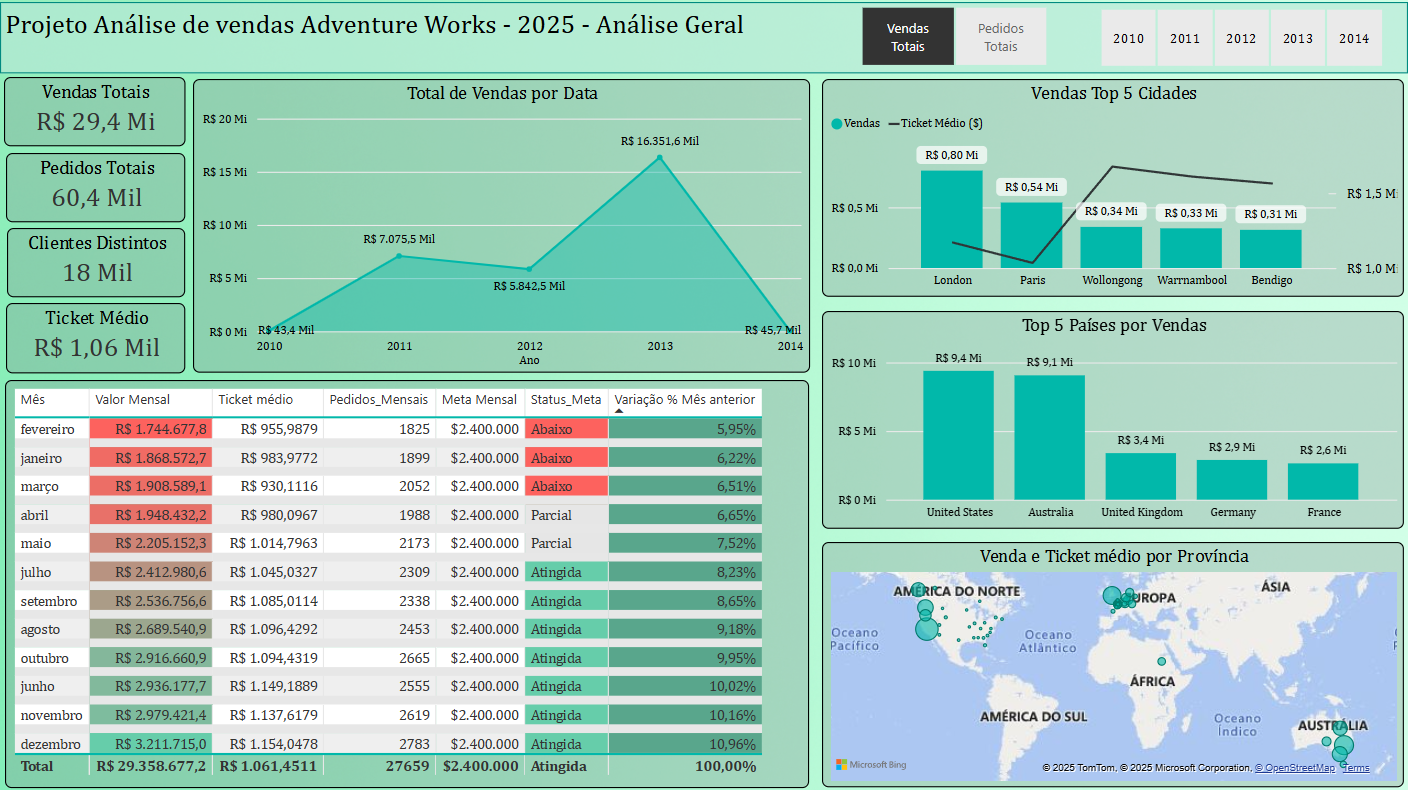 Projeto Análise de vendas Adventure Works - 2025 - Análise Geral
Vendas Totais
Pedidos Totais
2010 2011 2012 2013 2014
Vendas Totais
R$ 29,4 Mi
Pedidos Totais
60,4 Mil
Clientes Distintos
18 Mil
Ticket Médio
R$ 1,06 Mil
Total de Vendas por Data
R$ 20 Mi
R$ 15 Mi
R$ 10 Mi
R$ 5 Mi
R$ 0 Mi
R$ 43,4 Mil
R$ 7.075,5 Mil
R$ 5.842,5 Mil
R$ 16.351,6 Mil
R$ 45,7 Mil
2010 2011 2012 2013 2014
Ano
Vendas Top 5 Cidades
Vendas Ticket Médio ($)
R$ 0,5 Mi
R$ 0,0 Mi
R$ 0,80 Mi
R$ 0,54 Mi
R$ 0,34 Mi
R$ 0,33 Mi
R$ 0,31 Mi
R$ 1,5 M
R$ 1,0 M
London Paris Wollongong Warrnambool Bendigo
Top 5 Países por Vendas
R$ 10 Mi
R$ 5 Mi
R$ 0 Mi
R$ 9,4 Mi
R$ 9,1 Mi
R$ 3,4 Mi
R$ 2,9 Mi
R$ 2,6 Mi
United States Australia United Kingdom Germany France
Mês Valor Mensal Ticket médio Pedidos_Mensais Meta Mensal Status_Meta Variação % Mês anterior
fevereiro R$ 1.744.677,8 R$ 955,9879 1825 $2.400.000 Abaixo 5,95%
janeiro R$ 1.868.572,7 R$ 983,9772 1899 $2.400.000 Abaixo 6,22%
março R$ 1.908.589,1 R$ 930,1116 2052 $2.400.000 Abaixo 6,51%
abril R$ 1.948.432,2 R$ 980,0967 1988 $2.400.000 Parcial 6,65%
maio R$ 2.205.152,3 R$ 1.014,7963 2173 $2.400.000 Parcial 7,52%
julho R$ 2.412.980,6 R$ 1.045,0327 2309 $2.400.000 Atingida 8,23%
setembro R$ 2.536.756,6 R$ 1.085,0114 2338 $2.400.000 Atingida 8,65%
agosto R$ 2.689.540,9 R$ 1.096,4292 2453 $2.400.000 Atingida 9,18%
outubro R$ 2.916.660,9 R$ 1.094,4319 2665 $2.400.000 Atingida 9,95%
junho R$ 2.936.177,7 R$ 1.149,1889 2555 $2.400.000 Atingida 10,02%
novembro R$ 2.979.421,4 R$ 1.137,6179 2619 $2.400.000 Atingida 10,16%
dezembro R$ 3.211.715,0 R$ 1.154,0478 2783 $2.400.000 Atingida 10,96%
Total R$ 29.358.677,2 R$ 1.061,4511 27659 $2.400.000 Atingida 100,00%
Venda e Ticket médio por Província
AMÉRICA DO NORTE
EUROPA
ÁSIA
Oceano Pacífico
Oceano Atlântico
ÁFRICA
AMÉRICA DO SUL
Oceano Índico
AUSTRÁLIA
Microsoft Bing
© 2025 TomTom, © 2025 Microsoft Corporation, © OpenStreetMap Terms